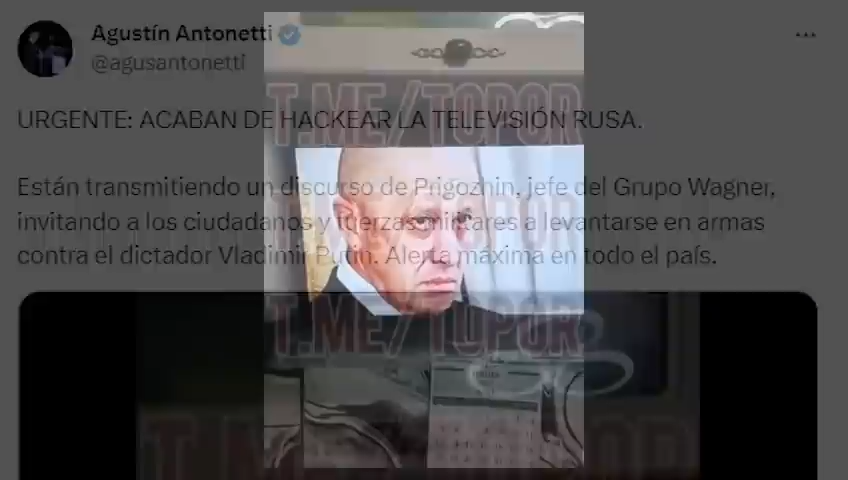 Agustín Antonetti
@agusantonetti
...
URGENTE: ACABAN DE HACKEAR LA TELEVISIÓN RUSA.
T.ME/TOPOR
Están transmitiendo un discurso de Prigozhin, jefe del Grupo Wagner,
invitando a los ciudadanos y fuerzas militares a levantarse en armas
contra el dictador Vladimir Putin. Alerta máxima en todo el país.
T.ME/TOPOR